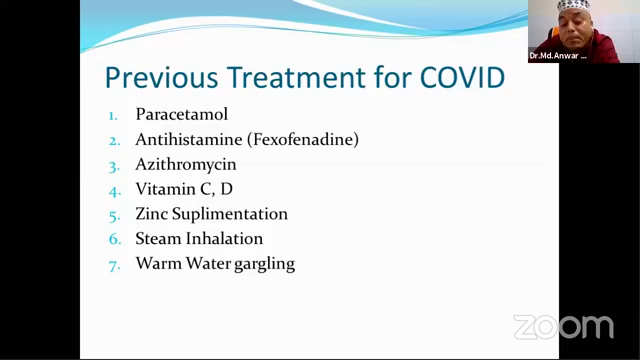 Previous Treatment for COVID
1. Paracetamol
2. Antihistamine (Fexofenadine)
3. Azithromycin
4. Vitamin C, D
5. Zinc Suplimentation
6. Steam Inhalation
7. Warm Water gargling
Dr.Md.Anwar ...
zoom